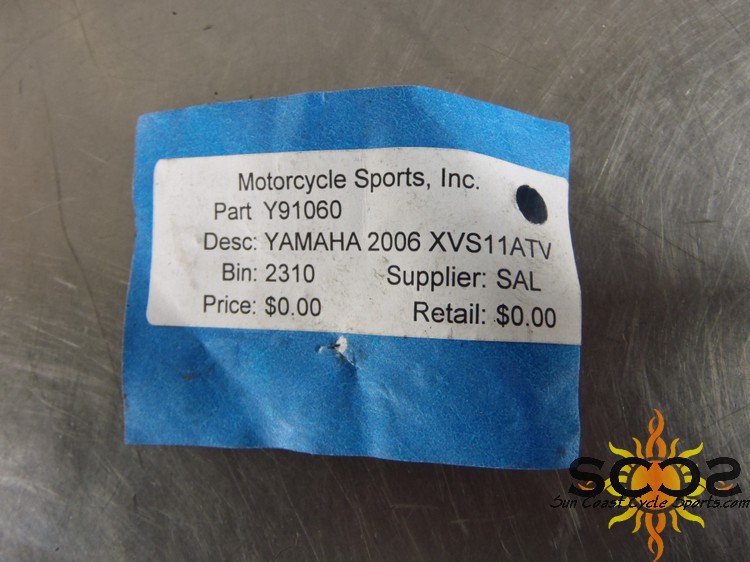 Motorcycle Sports, Inc.
Part Y91060
Desc: YAMAHA 2006 XVS11ATV
Bin: 2310 Supplier: SAL
Price: $0.00 Retail: $0.00
SCCS
Sun Coast Cycle Sports.com